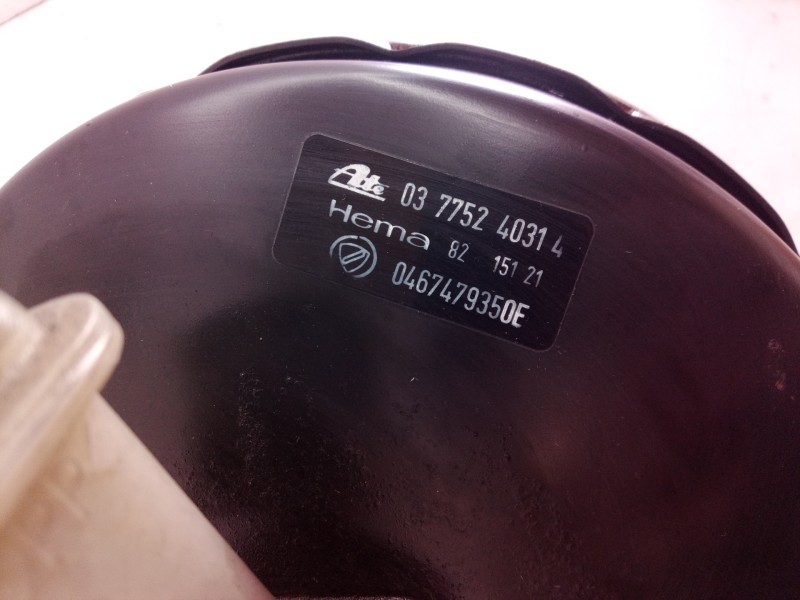 Ate 03 7752 4031 4
Hema 82 151 21
0467479350E